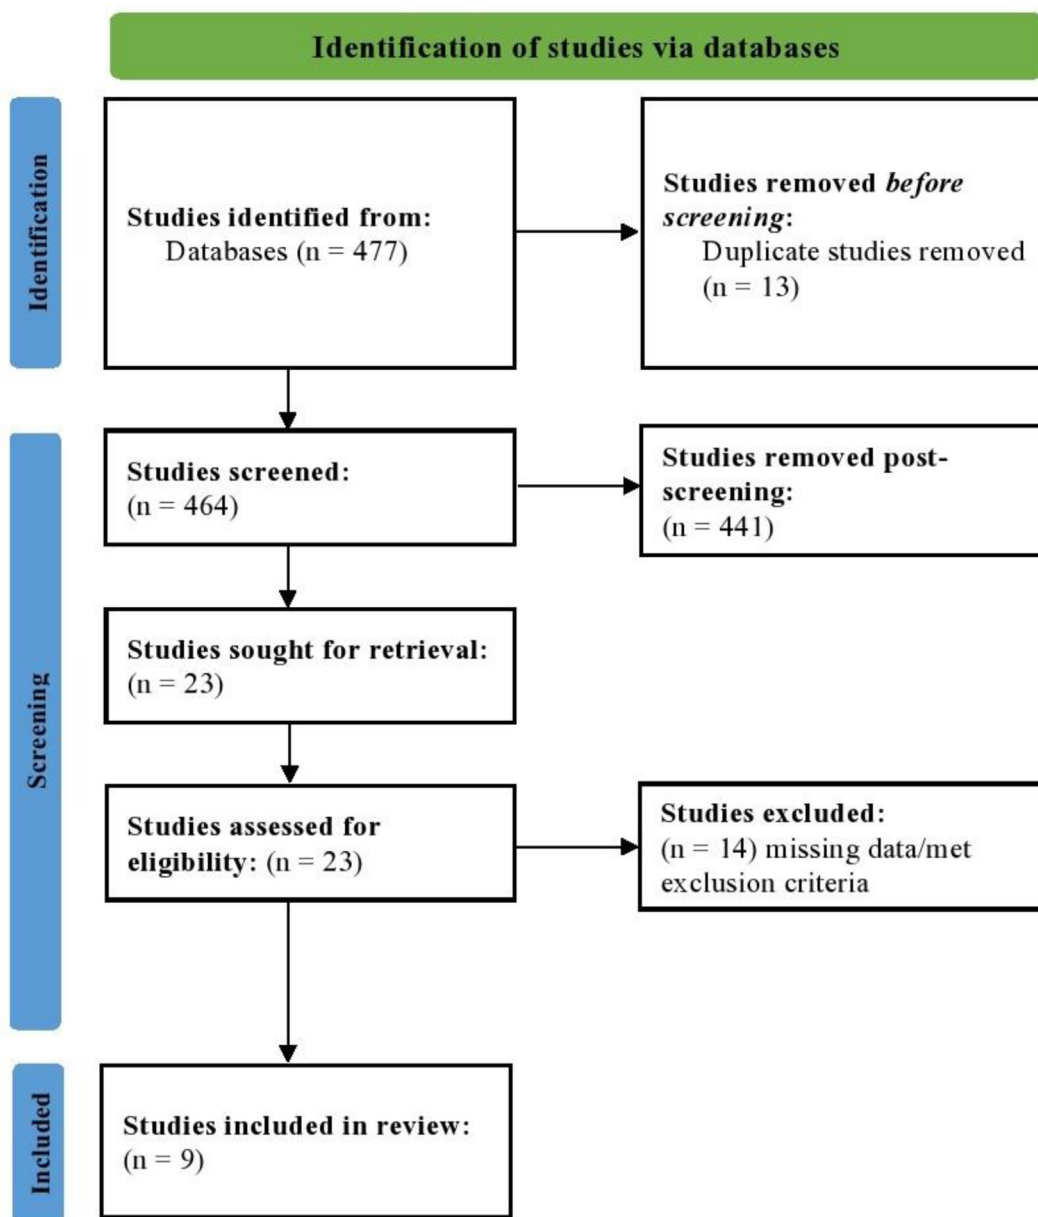 Identification of studies via databases
Identification
Studies identified from:
Databases (n = 477)
Studies removed before
screening:
Duplicate studies removed
(n = 13)
Screening
Studies screened:
(n = 464)
Studies removed post-
screening:
(n = 441)
Studies sought for retrieval:
(n = 23)
Studies assessed for
eligibility: (n = 23)
Studies excluded:
(n = 14) missing data/met
exclusion criteria
Included
Studies included in review:
(n = 9)